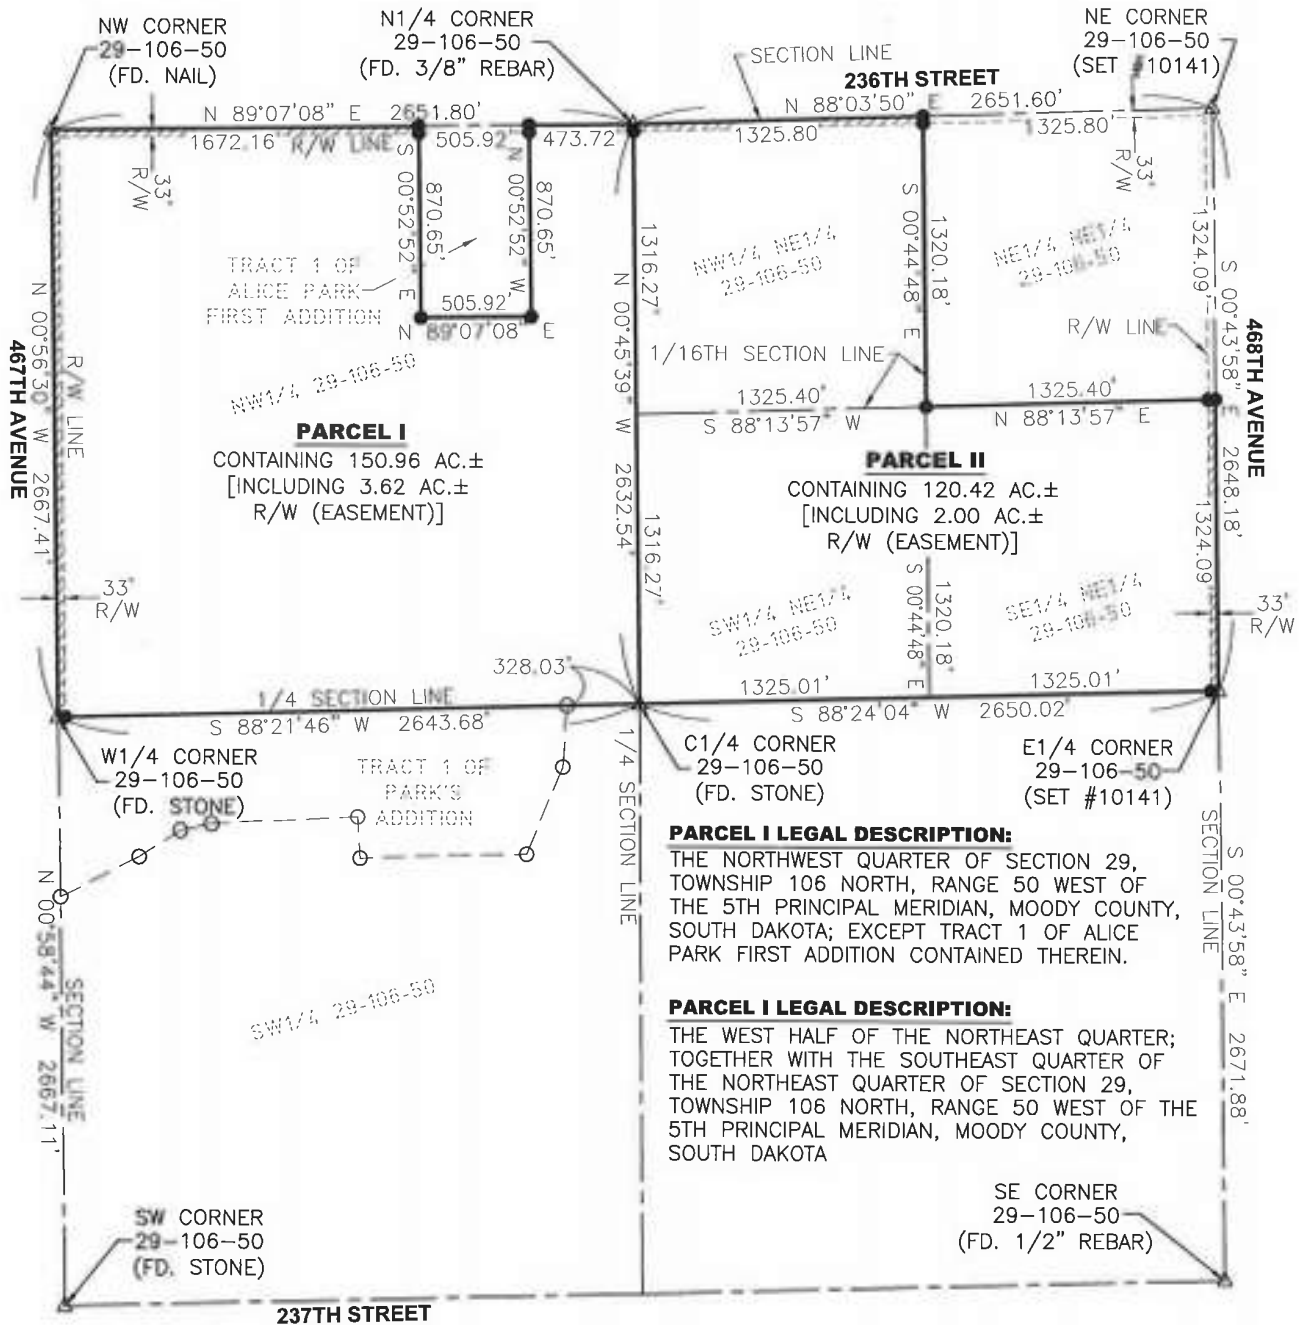 NW CORNER
29-106-50
(FD. NAIL)
N1/4 CORNER
29-106-50
(FD. 3/8" REBAR)
SECTION LINE
236TH STREET
NE CORNER
29-106-50
(SET #10141)
N 89°07'08" E 2651.80'
N 88°03'50" E 2651.60'
1672.16'
R/W LINE
505.92'
473.72'
1325.80'
1325.80'
33'
R/W
33'
R/W
S 00°52'52" E
870.65'
N 00°52'52" W
870.65'
505.92'
N 89°07'08" E
TRACT 1 OF
ALICE PARK
FIRST ADDITION
NW1/4 29-106-50
1316.27'
N 00°45'39" W 2632.54'
1316.27'
NW1/4 NE1/4
29-106-50
S 00°44'48" E
1320.18'
NE1/4 NE1/4
29-106-50
1324.09'
S 00°43'58" E 2648.18'
468TH AVENUE
R/W LINE
1/16TH SECTION LINE
1325.40'
S 88°13'57" W
1325.40'
N 88°13'57" E
467TH AVENUE
N 00°56'30" W 2667.41'
R/W LINE
PARCEL I
CONTAINING 150.96 AC.±
[INCLUDING 3.62 AC.±
R/W (EASEMENT)]
PARCEL II
CONTAINING 120.42 AC.±
[INCLUDING 2.00 AC.±
R/W (EASEMENT)]
33'
R/W
SW1/4 NE1/4
29-106-50
S 00°44'48" E
1320.18'
SE1/4 NE1/4
29-106-50
1324.09'
33'
R/W
328.03'
1/4 SECTION LINE
S 88°21'46" W 2643.68'
1325.01'
1325.01'
S 88°24'04" W 2650.02'
W1/4 CORNER
29-106-50
(FD. STONE)
TRACT 1 OF
PARK'S
ADDITION
1/4 SECTION LINE
C1/4 CORNER
29-106-50
(FD. STONE)
E1/4 CORNER
29-106-50
(SET #10141)
PARCEL I LEGAL DESCRIPTION:
THE NORTHWEST QUARTER OF SECTION 29,
TOWNSHIP 106 NORTH, RANGE 50 WEST OF
THE 5TH PRINCIPAL MERIDIAN, MOODY COUNTY,
SOUTH DAKOTA; EXCEPT TRACT 1 OF ALICE
PARK FIRST ADDITION CONTAINED THEREIN.
PARCEL I LEGAL DESCRIPTION:
THE WEST HALF OF THE NORTHEAST QUARTER;
TOGETHER WITH THE SOUTHEAST QUARTER OF
THE NORTHEAST QUARTER OF SECTION 29,
TOWNSHIP 106 NORTH, RANGE 50 WEST OF THE
5TH PRINCIPAL MERIDIAN, MOODY COUNTY,
SOUTH DAKOTA
SECTION LINE
S 00°43'58" E 2671.88'
N 00°58'44" W 2667.11'
SECTION LINE
SW1/4 29-106-50
SW CORNER
29-106-50
(FD. STONE)
SE CORNER
29-106-50
(FD. 1/2" REBAR)
237TH STREET